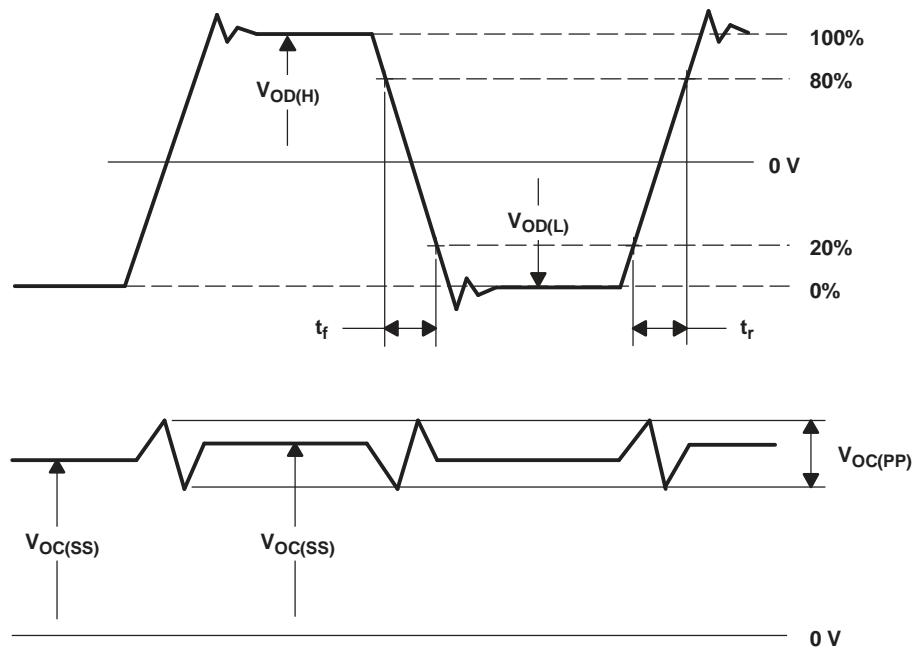 100%
80%
V_OD(H)
0 V
V_OD(L)
20%
0%
t_f
t_r
V_OC(PP)
V_OC(SS)
V_OC(SS)
0 V